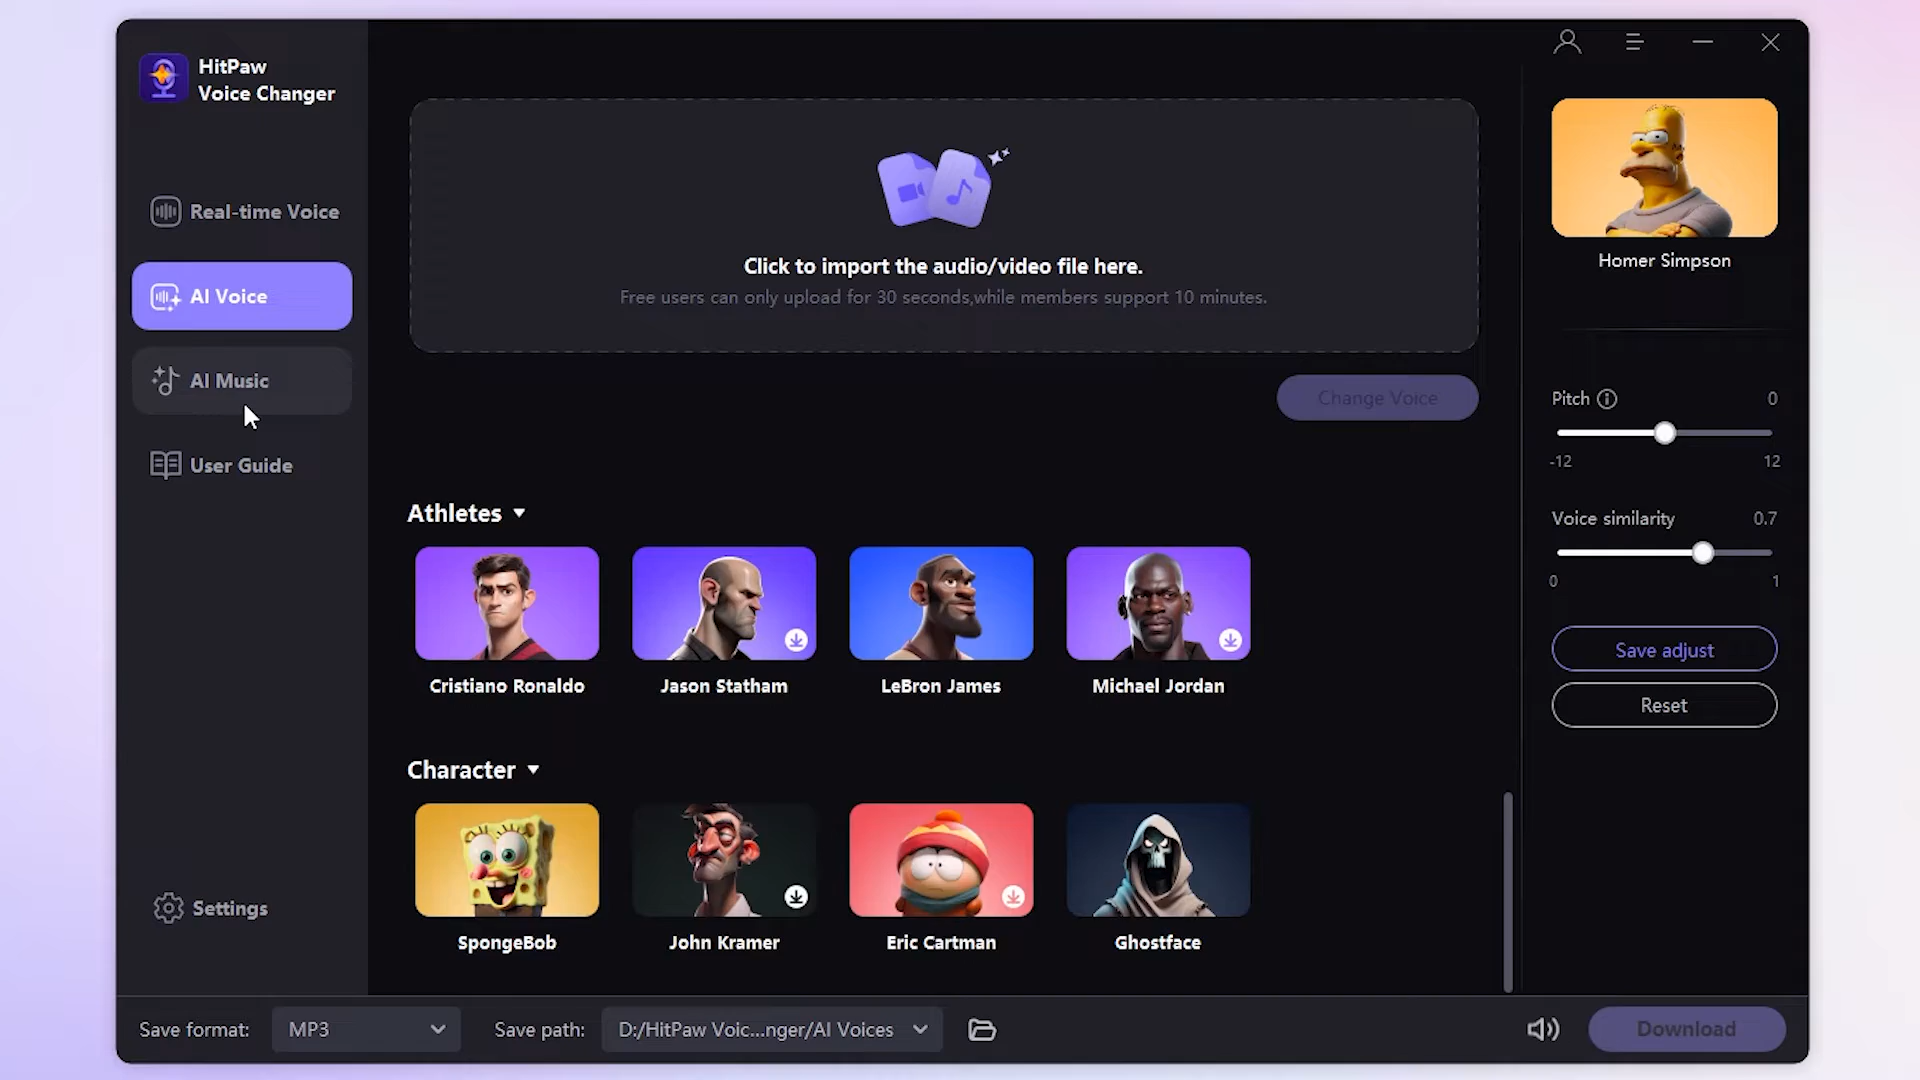 HitPaw
Voice Changer
Real-time Voice
AI Voice
AI Music
User Guide
Settings
Click to import the audio/video file here.
Free users can only upload for 30 seconds,while members support 10 minutes.
Change Voice
Athletes
Cristiano Ronaldo
Jason Statham
LeBron James
Michael Jordan
Character
SpongeBob
John Kramer
Eric Cartman
Ghostface
Homer Simpson
Pitch 0
-12 12
Voice similarity 0.7
0 1
Save adjust
Reset
Save format: MP3 Save path: D:/HitPaw Voic...nger/AI Voices
Download